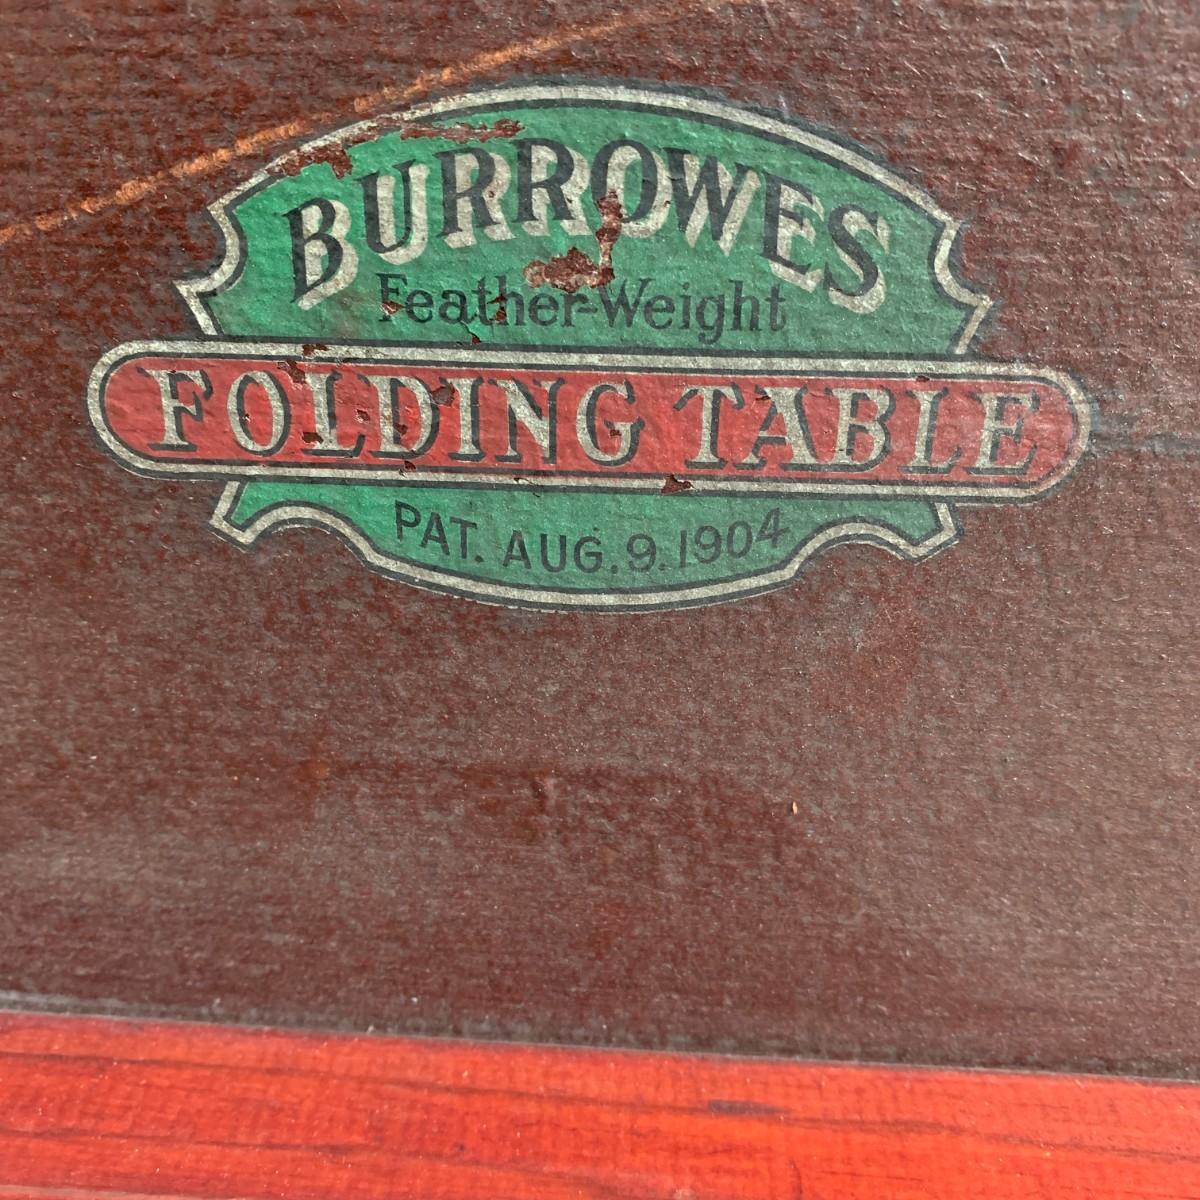 BURROWES
Feather-Weight
FOLDING TABLE
PAT. AUG. 9. 1904